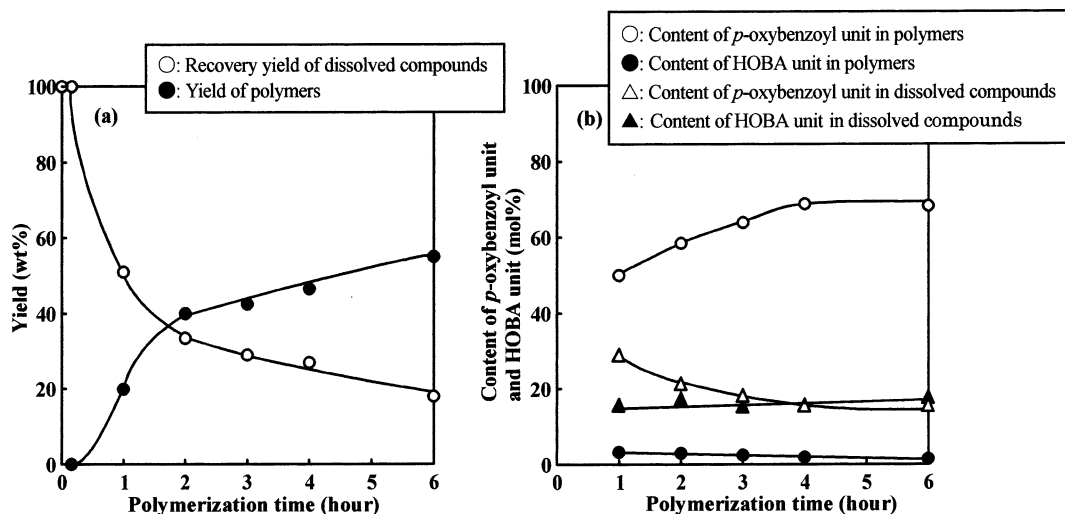 ○: Recovery yield of dissolved compounds
●: Yield of polymers
(a)
100
80
60
40
20
0
Yield (wt%)
0 1 2 3 4 5 6
Polymerization time (hour)
○: Content of p-oxybenzoyl unit in polymers
●: Content of HOBA unit in polymers
△: Content of p-oxybenzoyl unit in dissolved compounds
▲: Content of HOBA unit in dissolved compounds
(b)
100
80
60
40
20
0
Content of p-oxybenzoyl unit
and HOBA unit (mol%)
0 1 2 3 4 5 6
Polymerization time (hour)